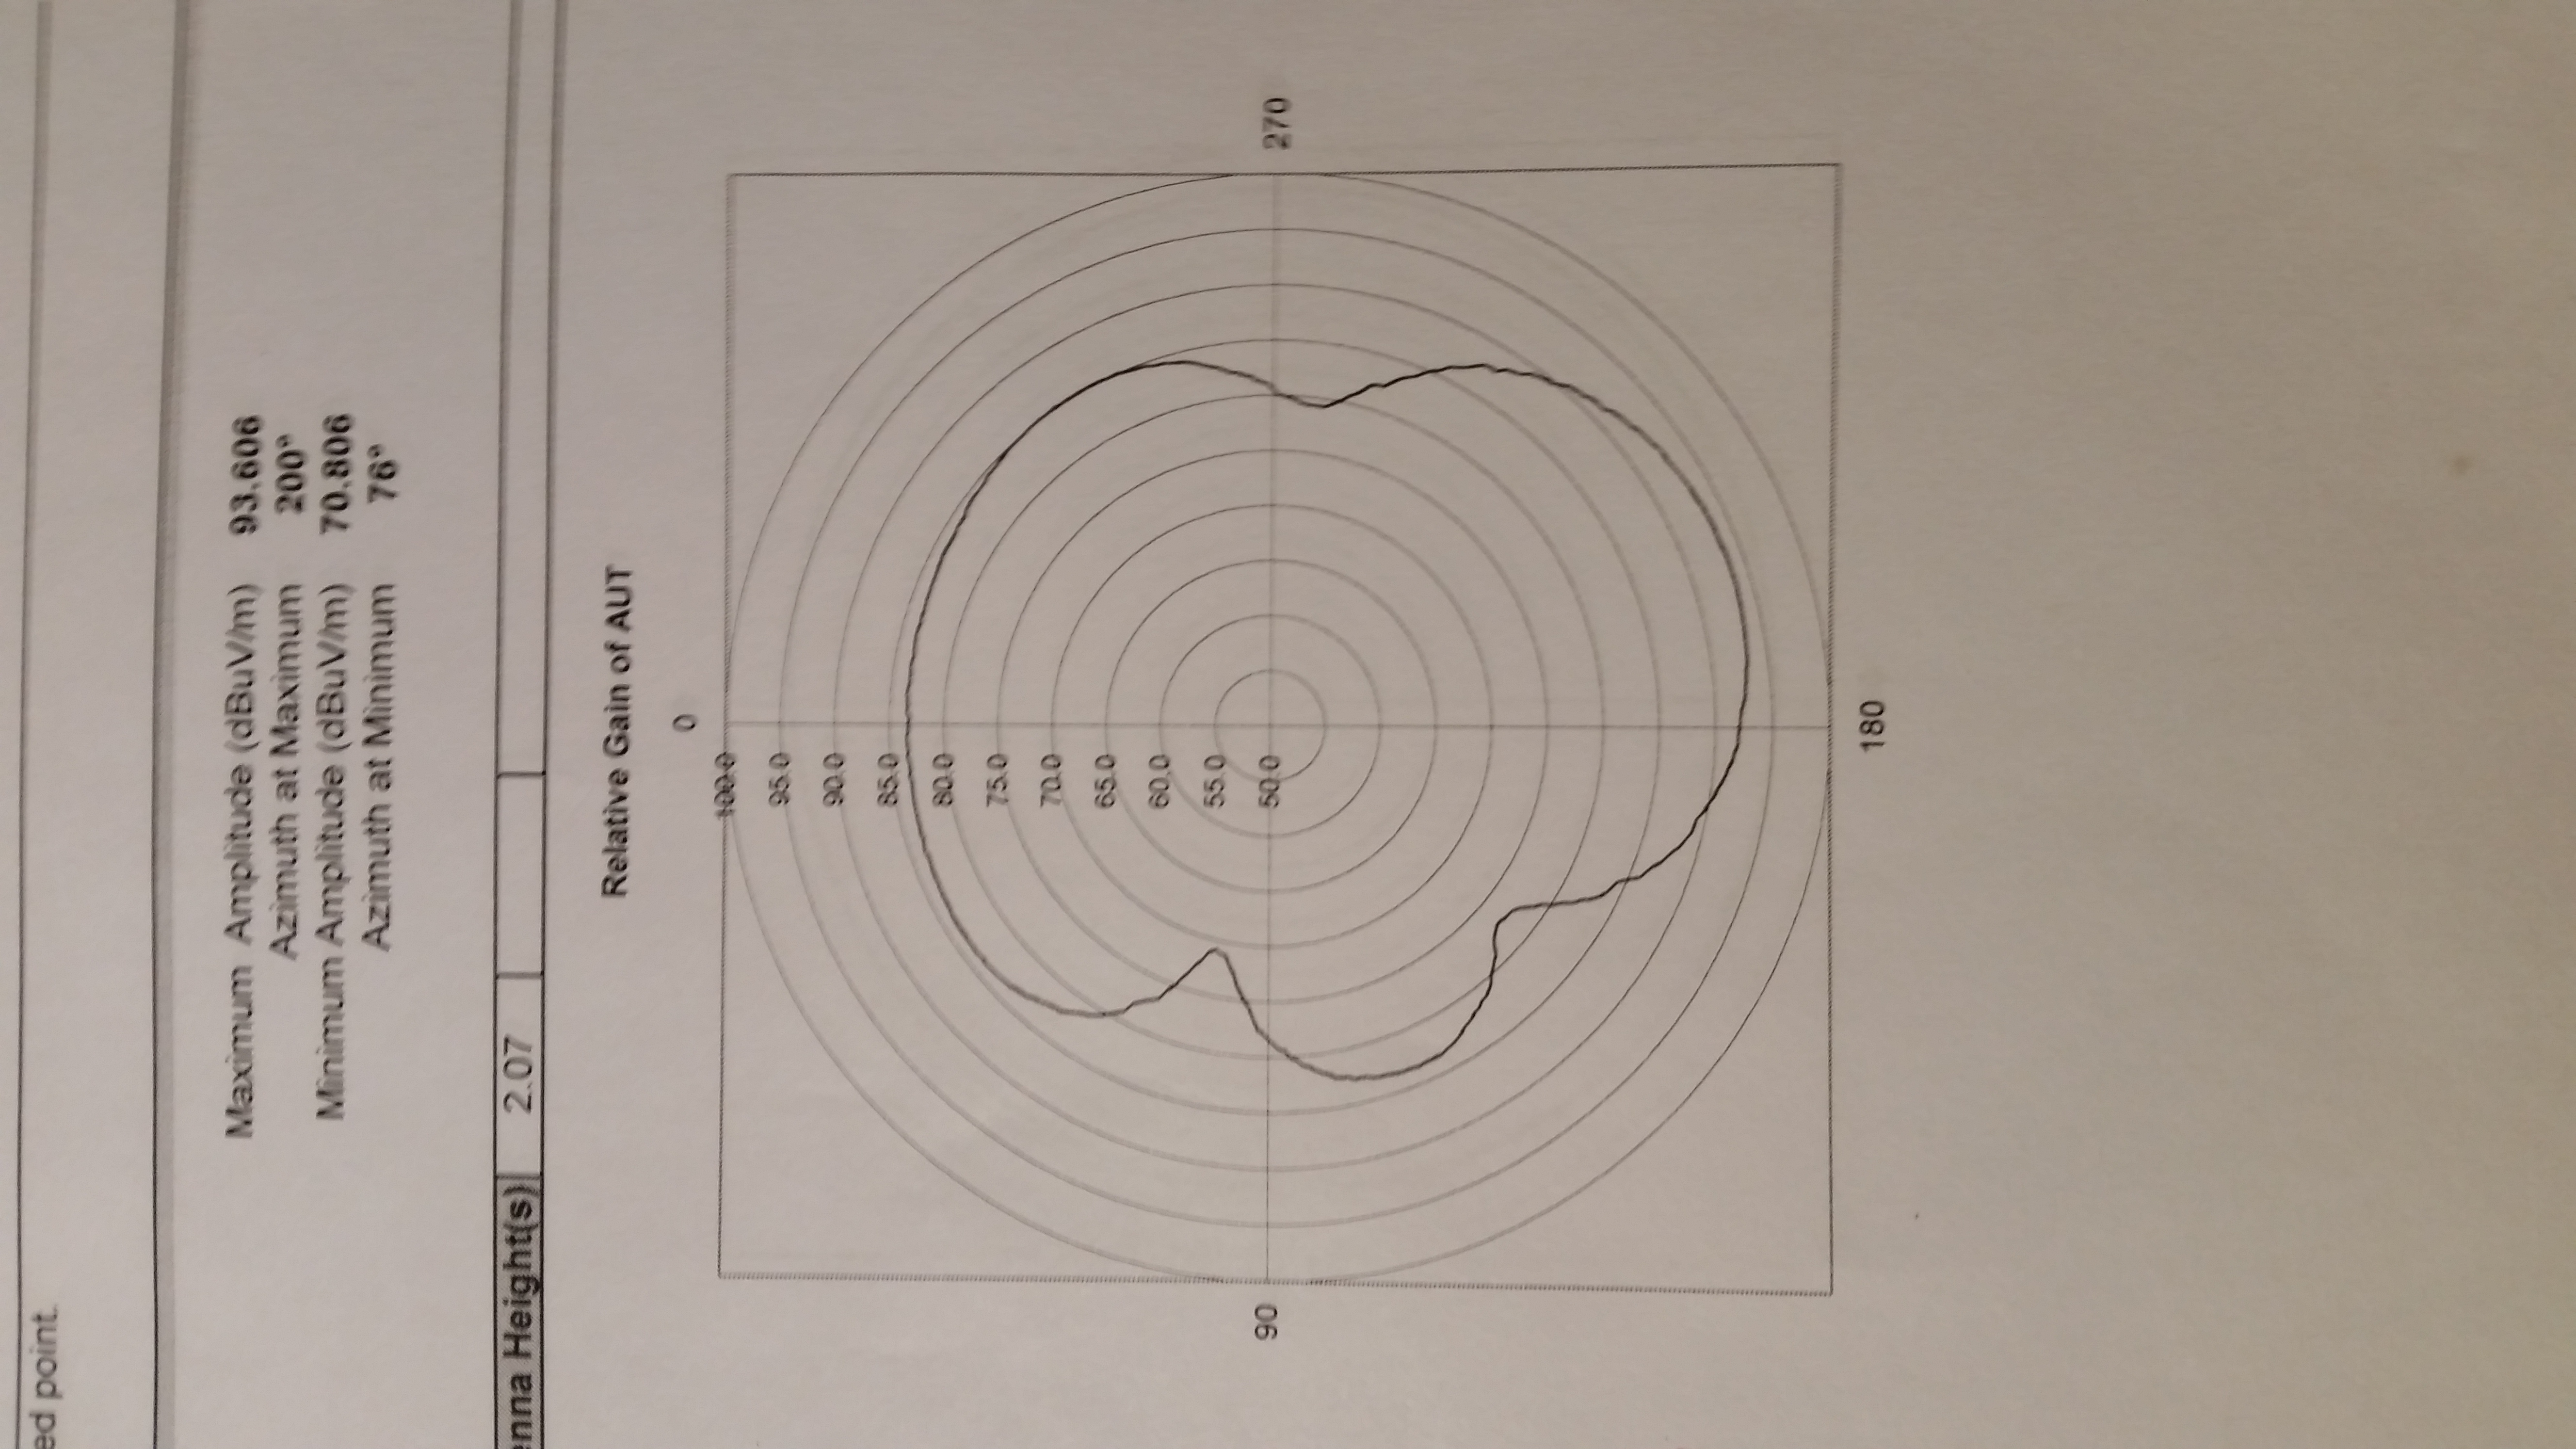 ed point.
Maximum Amplitude (dBuV/m) 93.606
Azimuth at Maximum 200°
Minimum Amplitude (dBuV/m) 70.806
Azimuth at Minimum 76°
enna Height(s) 2.07
Relative Gain of AUT
0
100.0
95.0
90.0
85.0
80.0
75.0
70.0
65.0
60.0
55.0
90 50.0 270
180